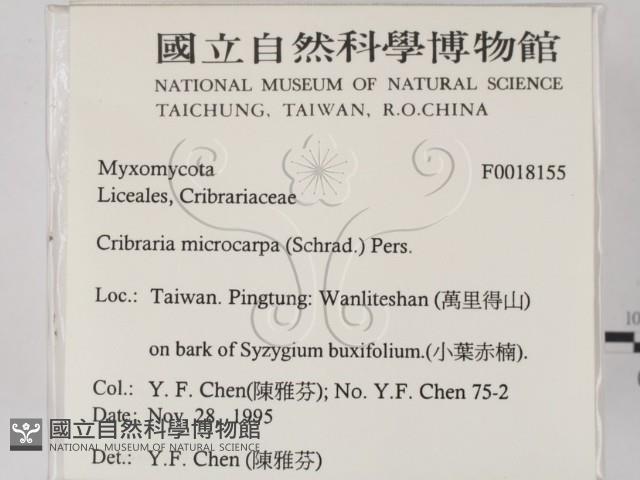 國立自然科學博物館
NATIONAL MUSEUM OF NATURAL SCIENCE
TAICHUNG, TAIWAN, R.O.CHINA
Myxomycota F0018155
Liceales, Cribrariaceae
Cribraria microcarpa (Schrad.) Pers.
Loc.: Taiwan. Pingtung: Wanliteshan (萬里得山)
on bark of Syzygium buxifolium.(小葉赤楠).
Col.: Y. F. Chen(陳雅芬); No. Y.F. Chen 75-2
Date: Nov. 28, 1995
國立自然科學博物館
NATIONAL MUSEUM OF NATURAL SCIENCE
Det.: Y.F. Chen (陳雅芬)